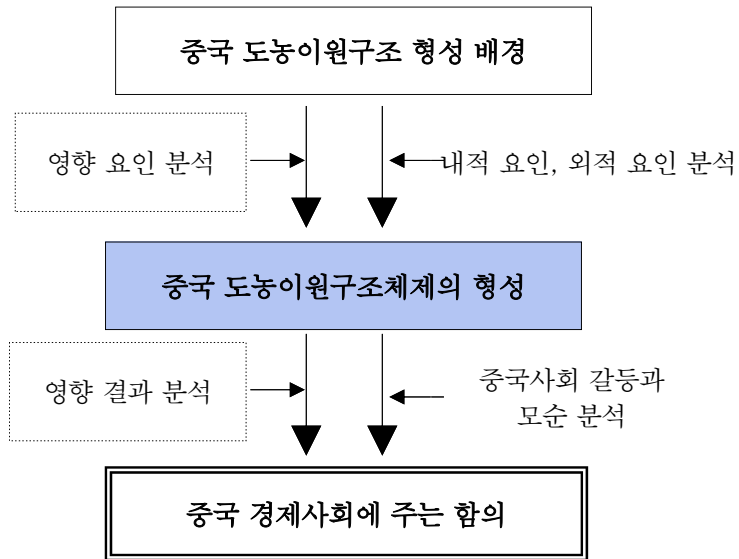 중국 도농이원구조 형성 배경
영향 요인 분석
내적 요인, 외적 요인 분석
중국 도농이원구조체제의 형성
영향 결과 분석
중국사회 갈등과
모순 분석
중국 경제사회에 주는 함의